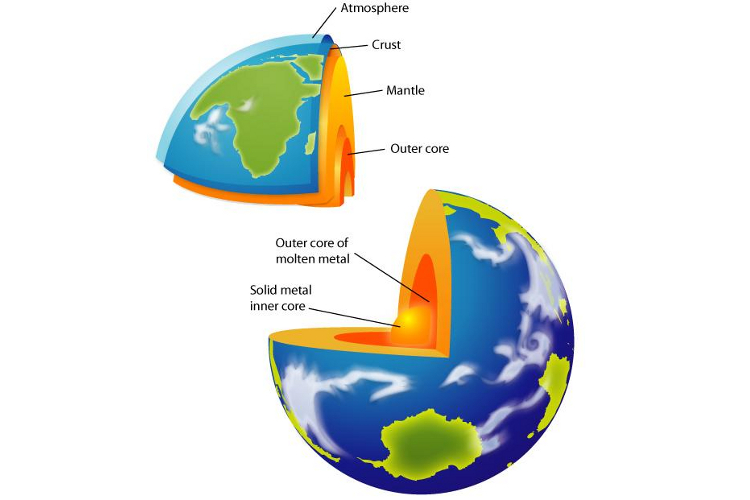 Atmosphere
Crust
Mantle
Outer core
Outer core of
molten metal
Solid metal
inner core